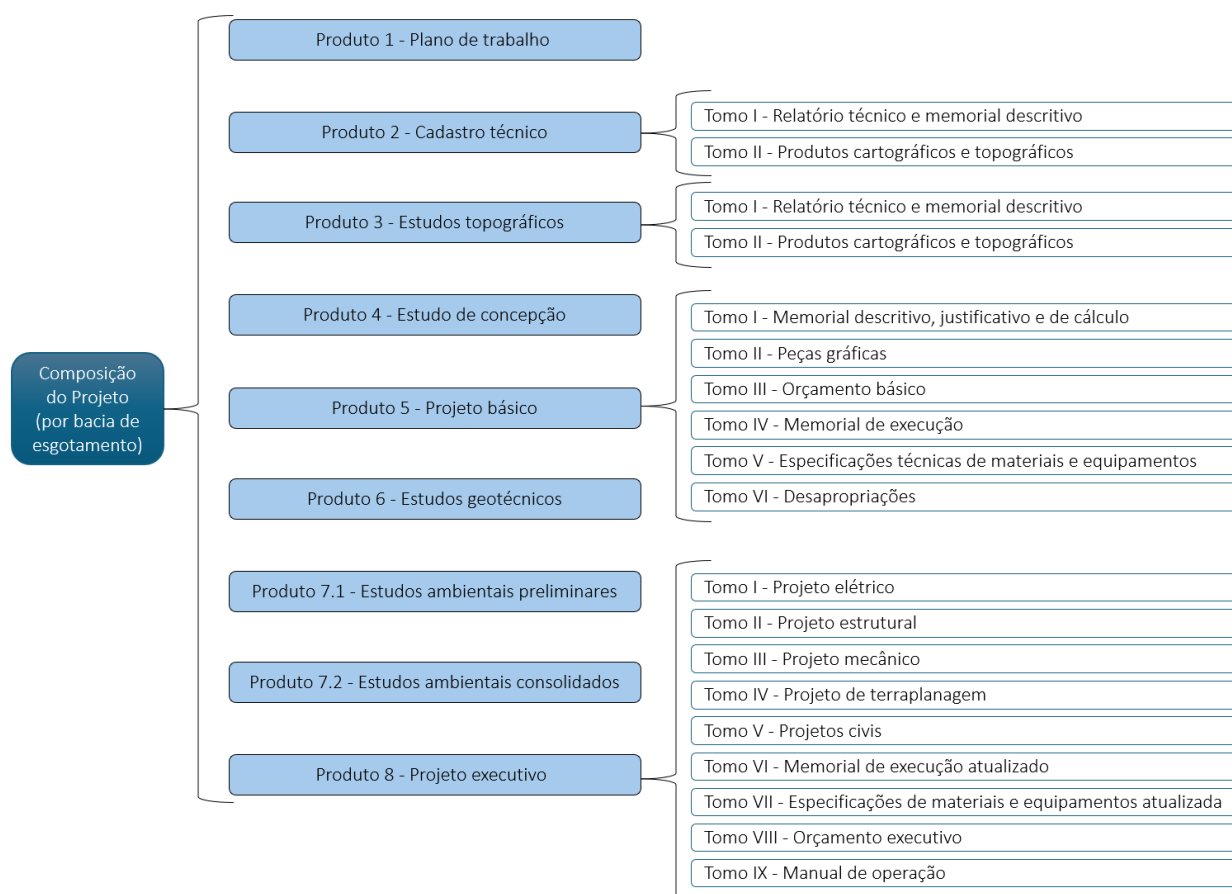 Composição
do Projeto
(por bacia de
esgotamento)
Produto 1 - Plano de trabalho
Produto 2 - Cadastro técnico
Tomo I - Relatório técnico e memorial descritivo
Tomo II - Produtos cartográficos e topográficos
Produto 3 - Estudos topográficos
Tomo I - Relatório técnico e memorial descritivo
Tomo II - Produtos cartográficos e topográficos
Produto 4 - Estudo de concepção
Produto 5 - Projeto básico
Tomo I - Memorial descritivo, justificativo e de cálculo
Tomo II - Peças gráficas
Tomo III - Orçamento básico
Tomo IV - Memorial de execução
Tomo V - Especificações técnicas de materiais e equipamentos
Tomo VI - Desapropriações
Produto 6 - Estudos geotécnicos
Produto 7.1 - Estudos ambientais preliminares
Produto 7.2 - Estudos ambientais consolidados
Produto 8 - Projeto executivo
Tomo I - Projeto elétrico
Tomo II - Projeto estrutural
Tomo III - Projeto mecânico
Tomo IV - Projeto de terraplanagem
Tomo V - Projetos civis
Tomo VI - Memorial de execução atualizado
Tomo VII - Especificações de materiais e equipamentos atualizada
Tomo VIII - Orçamento executivo
Tomo IX - Manual de operação